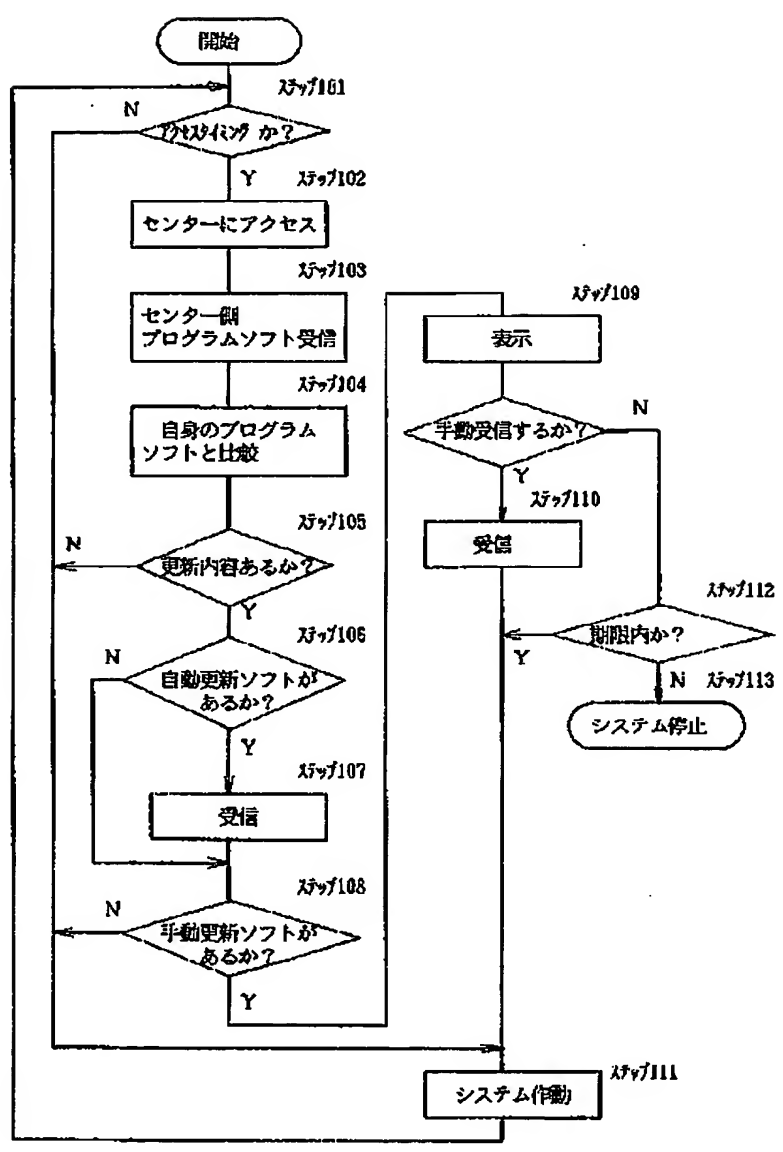 開始
ステップ101
N
アクセスタイミング か？
Y
ステップ102
センターにアクセス
ステップ103
センター側
プログラムソフト受信
ステップ104
自身のプログラム
ソフトと比較
ステップ105
N
更新内容あるか？
Y
ステップ106
N
自動更新ソフトが
あるか？
Y
ステップ107
受信
ステップ108
N
手動更新ソフトが
あるか？
Y
ステップ109
表示
N
手動受信するか？
Y
ステップ110
受信
ステップ112
期限内か？
Y
N
ステップ113
システム停止
ステップ111
システム作動